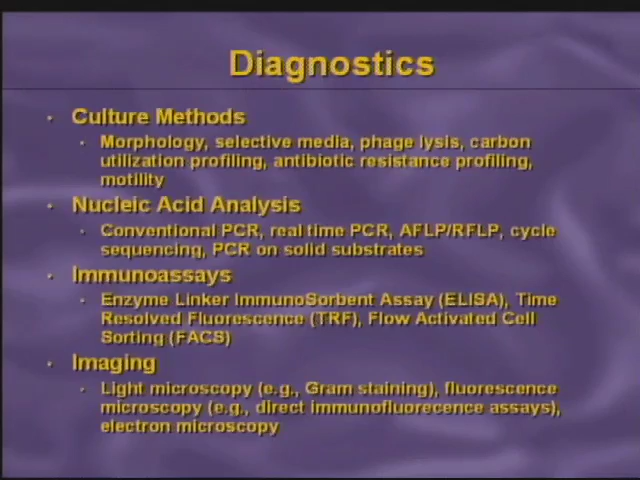 Diagnostics
• Culture Methods
• Morphology, selective media, phage lysis, carbon
utilization profiling, antibiotic resistance profiling,
motility
• Nucleic Acid Analysis
• Conventional PCR, real time PCR, AFLP/RFLP, cycle
sequencing, PCR on solid substrates
• Immunoassays
• Enzyme Linker ImmunoSorbent Assay (ELISA), Time
Resolved Fluorescence (TRF), Flow Activated Cell
Sorting (FACS)
• Imaging
• Light microscopy (e.g., Gram staining), fluorescence
microscopy (e.g., direct immunofluorecence assays),
electron microscopy